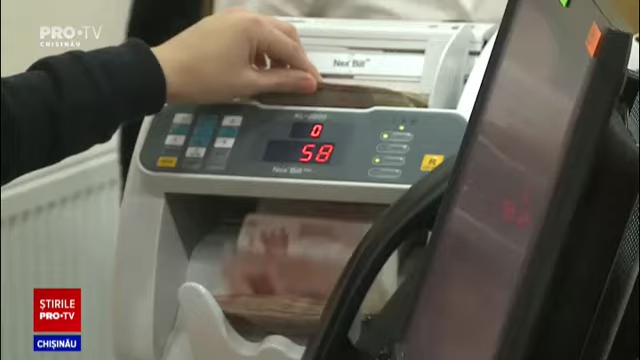 PRO•TV
CHIȘINĂU
Nex Bill
0
58
Nex Bill
ȘTIRILE
PRO•TV
CHIȘINĂU